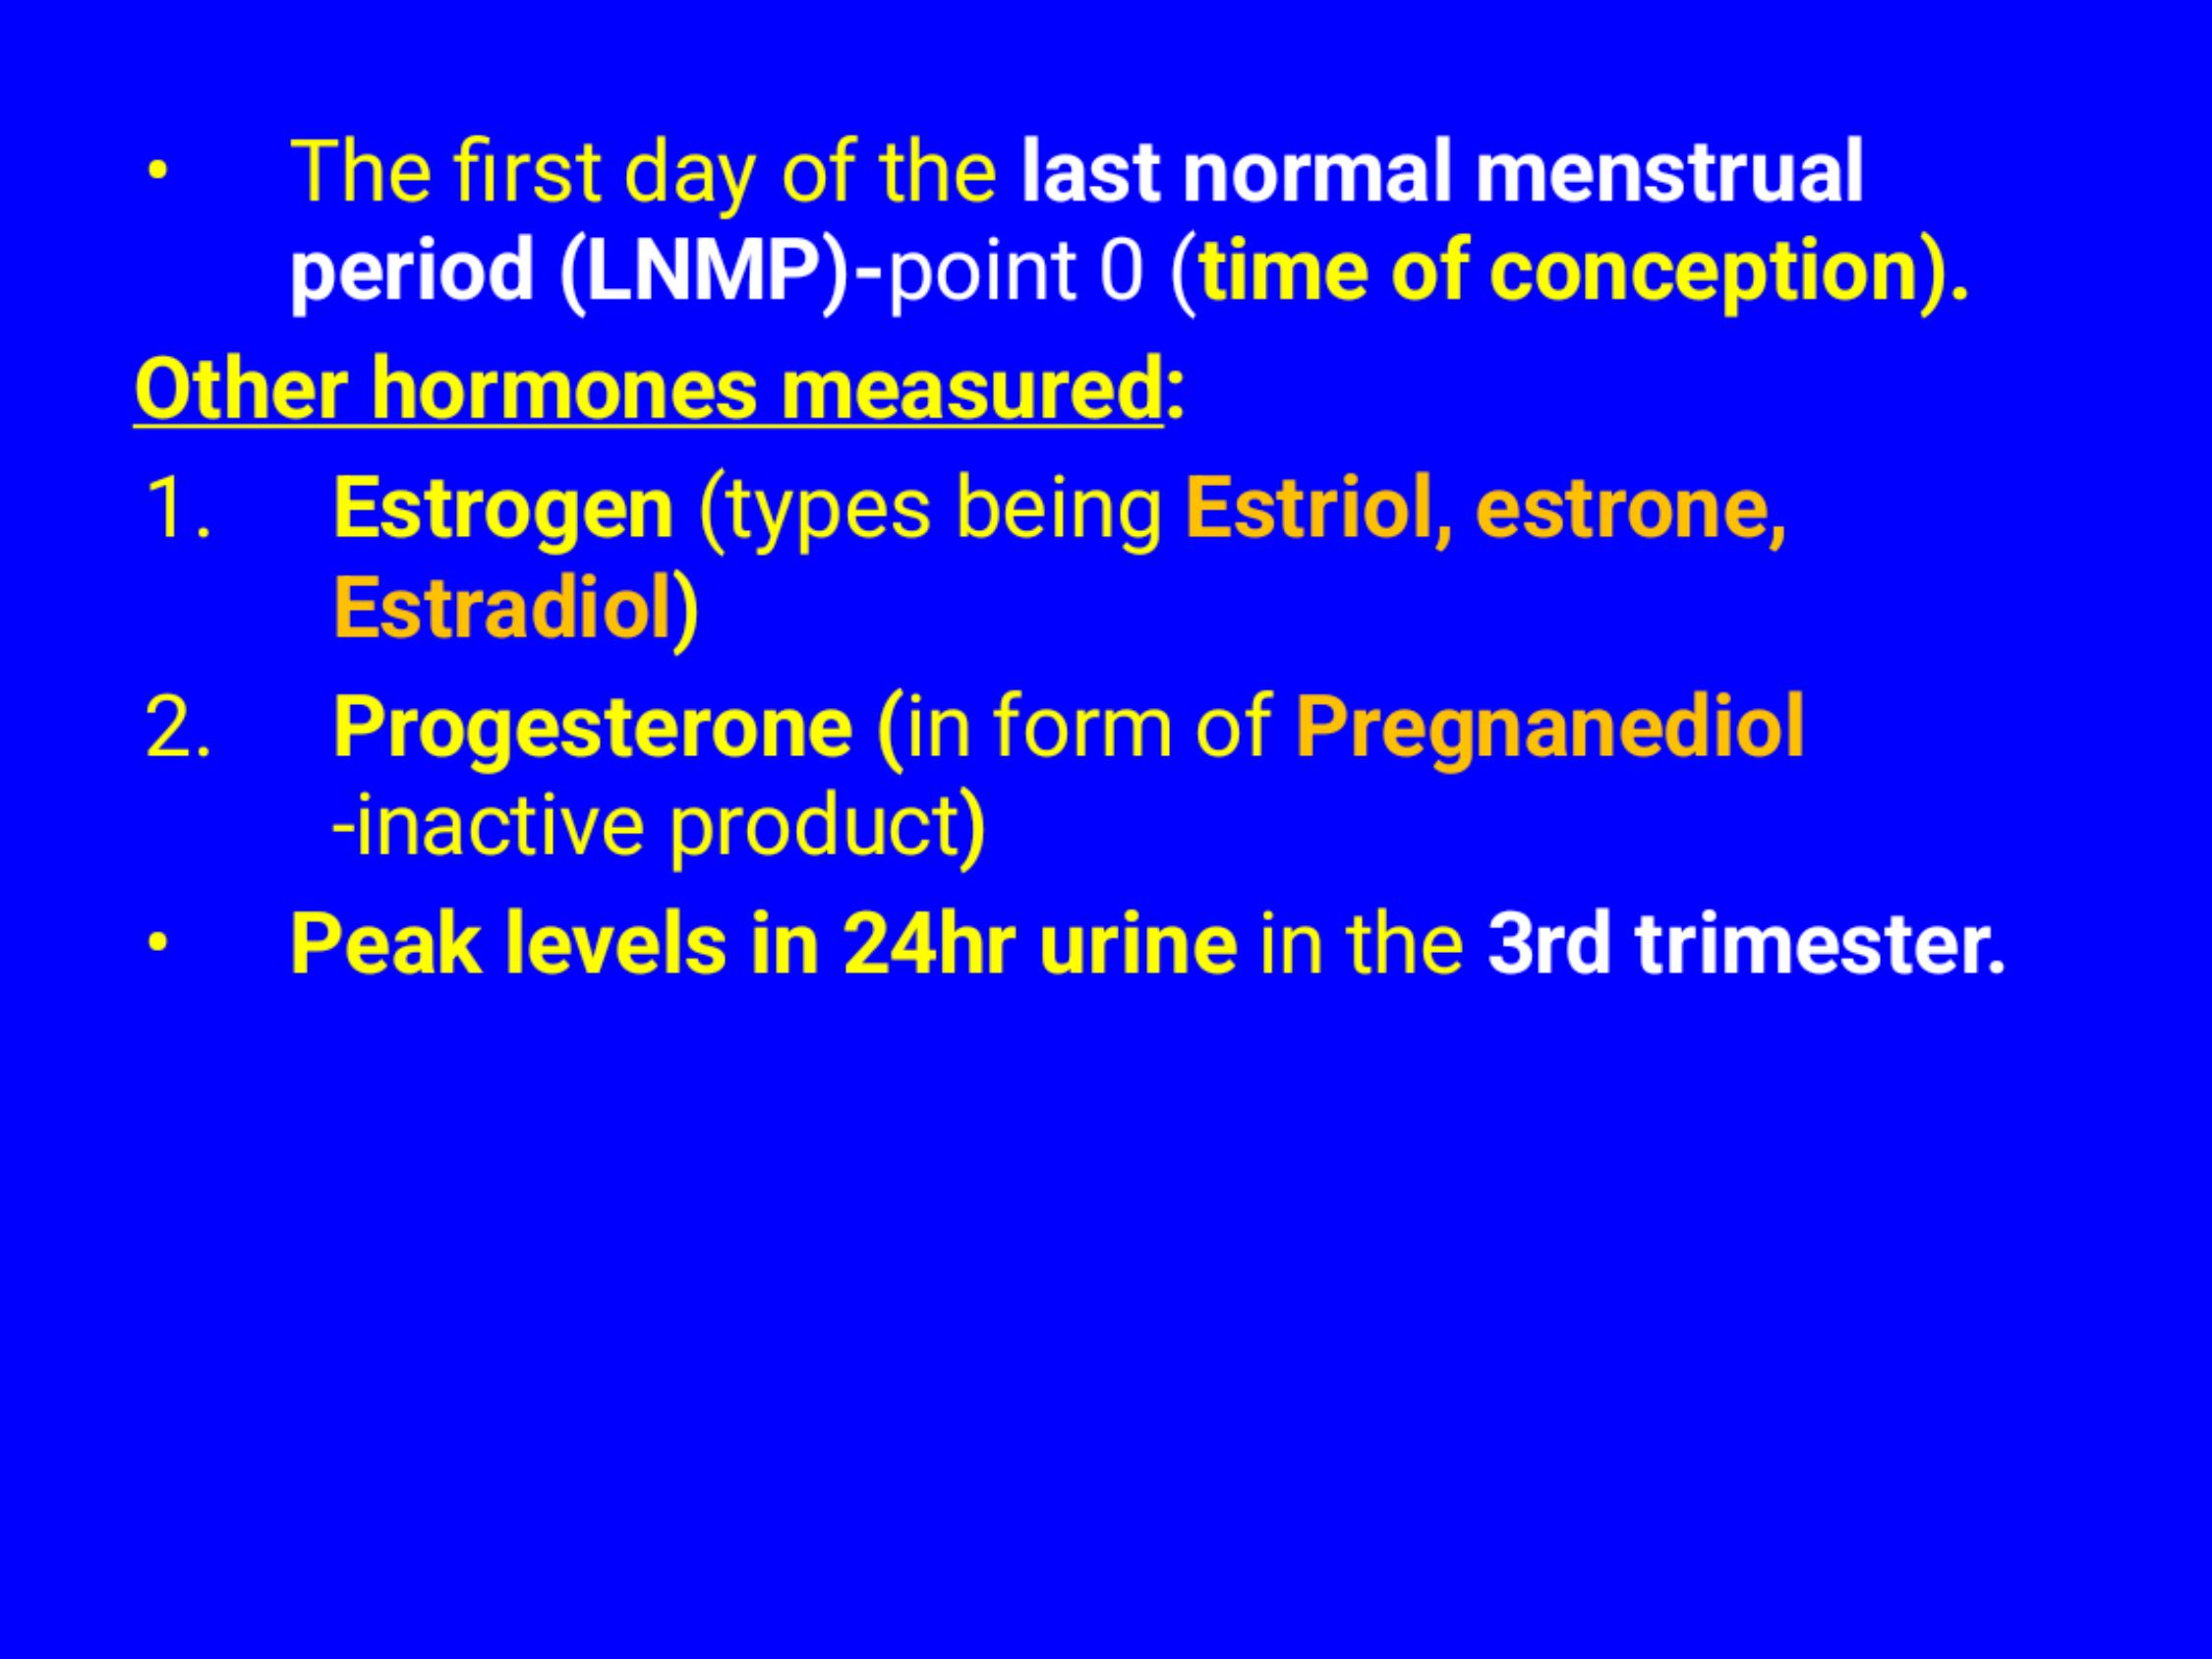 • The first day of the last normal menstrual
period (LNMP)-point 0 (time of conception).
Other hormones measured:
1. Estrogen (types being Estriol, estrone,
Estradiol)
2. Progesterone (in form of Pregnanediol
-inactive product)
• Peak levels in 24hr urine in the 3rd trimester.